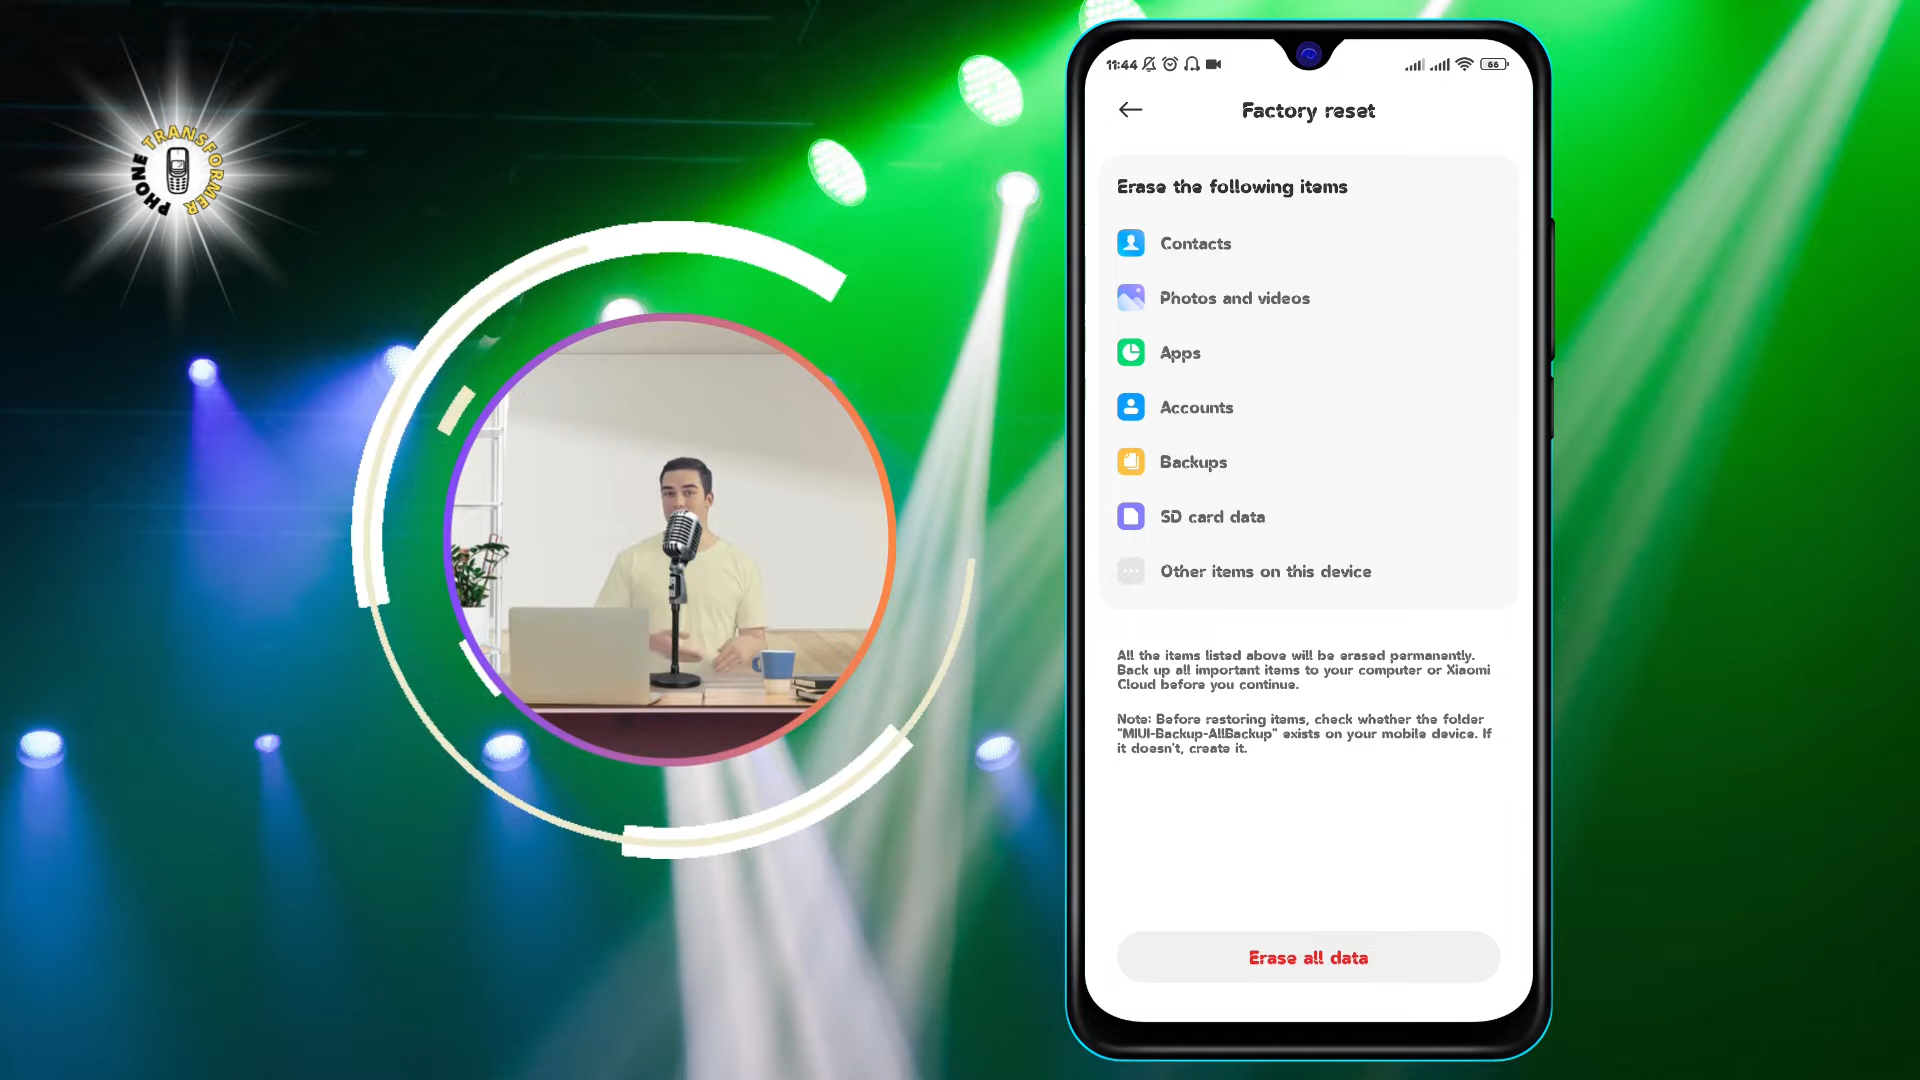 PHONE TRANSFORMER
11:44
66
Factory reset
Erase the following items
Contacts
Photos and videos
Apps
Accounts
Backups
SD card data
Other items on this device
All the items listed above will be erased permanently.
Back up all important items to your computer or Xiaomi
Cloud before you continue.
Note: Before restoring items, check whether the folder
"MIUI-Backup-AllBackup" exists on your mobile device. If
it doesn't, create it.
Erase all data